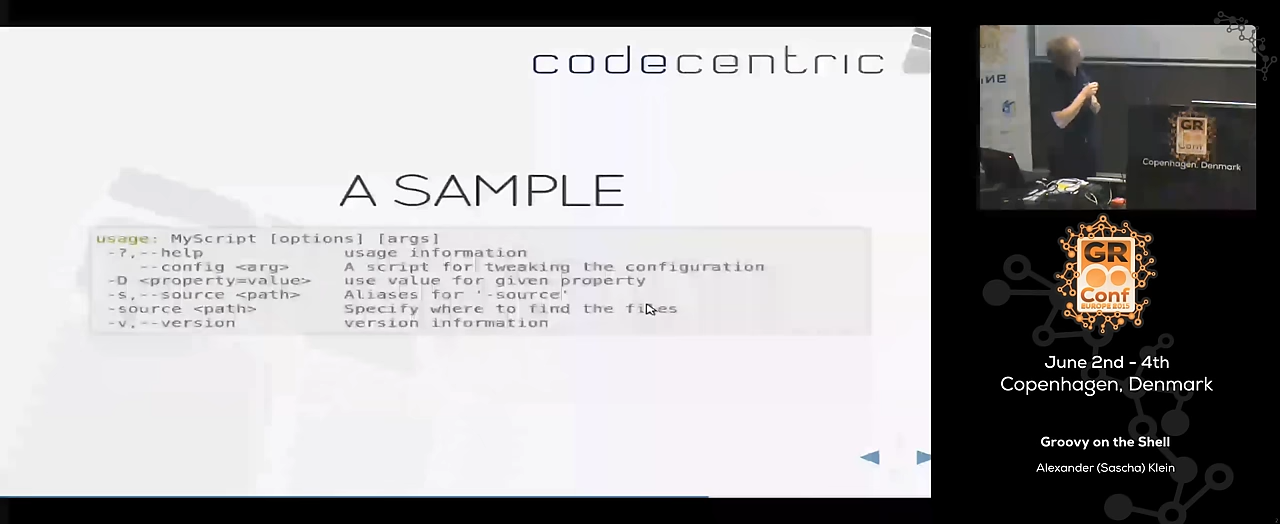 codecentric
A SAMPLE
usage: MyScript [options] [args]
-?,--help usage information
--config <arg> A script for tweaking the configuration
-D <property=value> use value for given property
-s,--source <path> Aliases for '-source'
-source <path> Specify where to find the files
-v,--version version information
GR
Conf
Copenhagen, Denmark
GR
Conf
EUROPE 2015
June 2nd - 4th
Copenhagen, Denmark
Groovy on the Shell
Alexander (Sascha) Klein